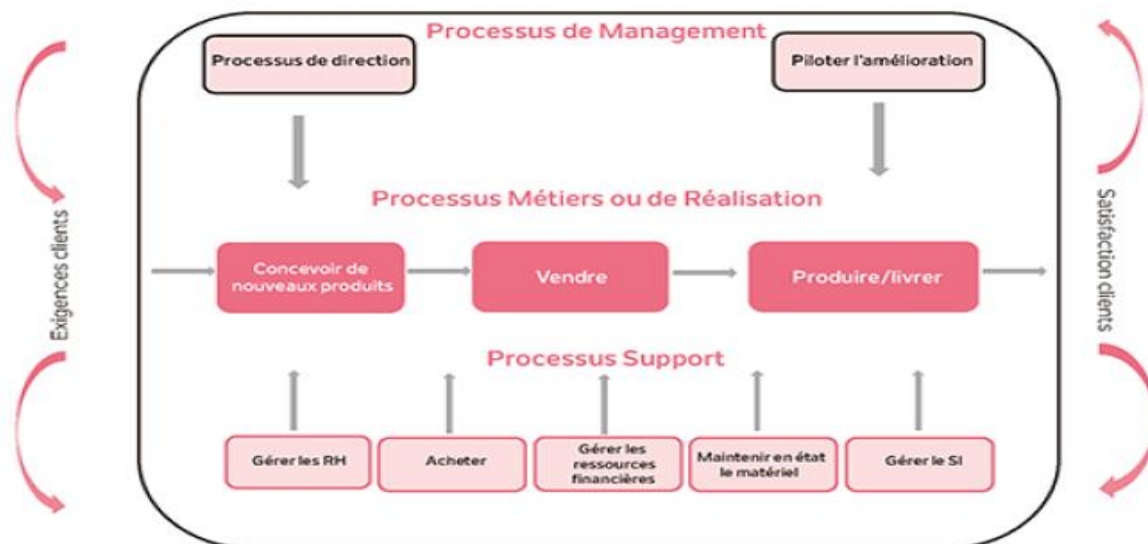 Processus de Management
Processus de direction
Piloter l'amélioration
Processus Métiers ou de Réalisation
Exigences clients
Concevoir de
nouveaux produits
Vendre
Produire/livrer
Satisfaction clients
Processus Support
Gérer les RH
Acheter
Gérer les
ressources
financières
Maintenir en état
le matériel
Gérer le SI